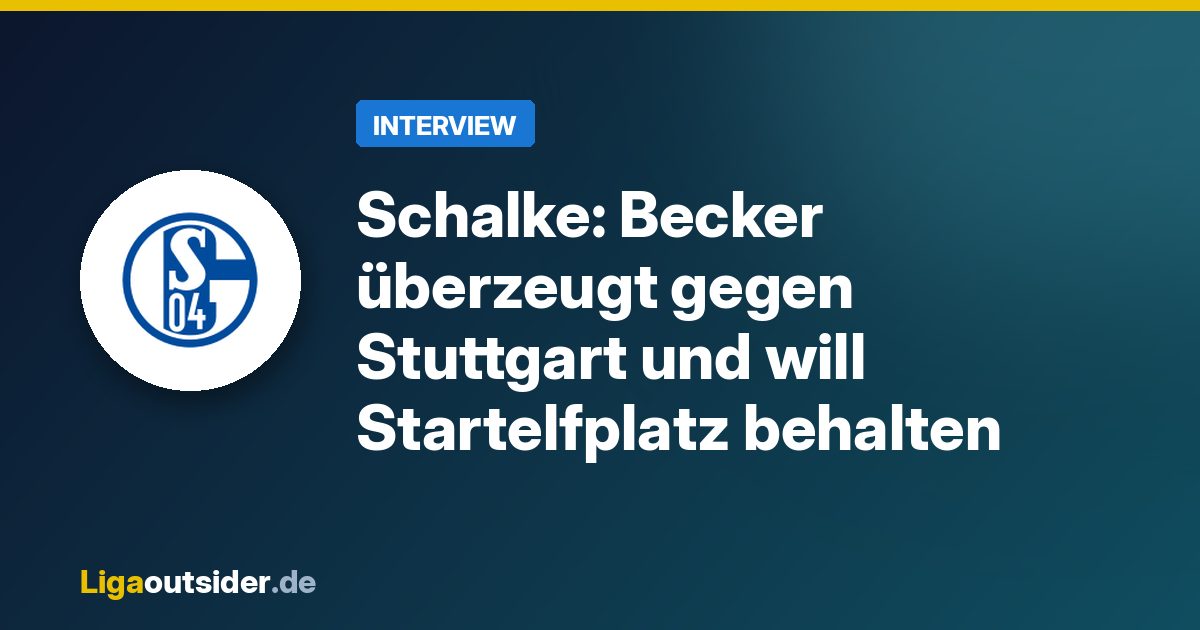 INTERVIEW
Schalke: Becker
überzeugt gegen
Stuttgart und will
Startelfplatz behalten
S
04
Ligaoutsider.de